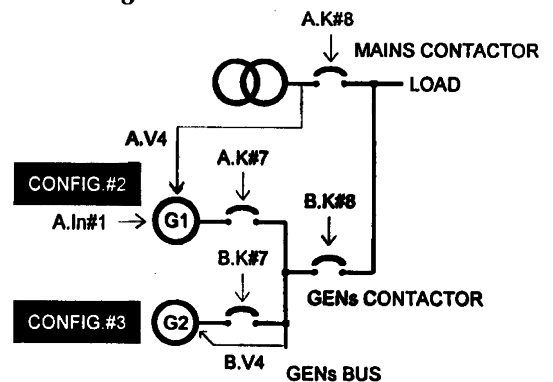 A.K#8
MAINS CONTACTOR
LOAD
A.V4
A.K#7
CONFIG.#2
B.K#8
A.In#1
G1
B.K#7
GENs CONTACTOR
CONFIG.#3
G2
B.V4
GENs BUS